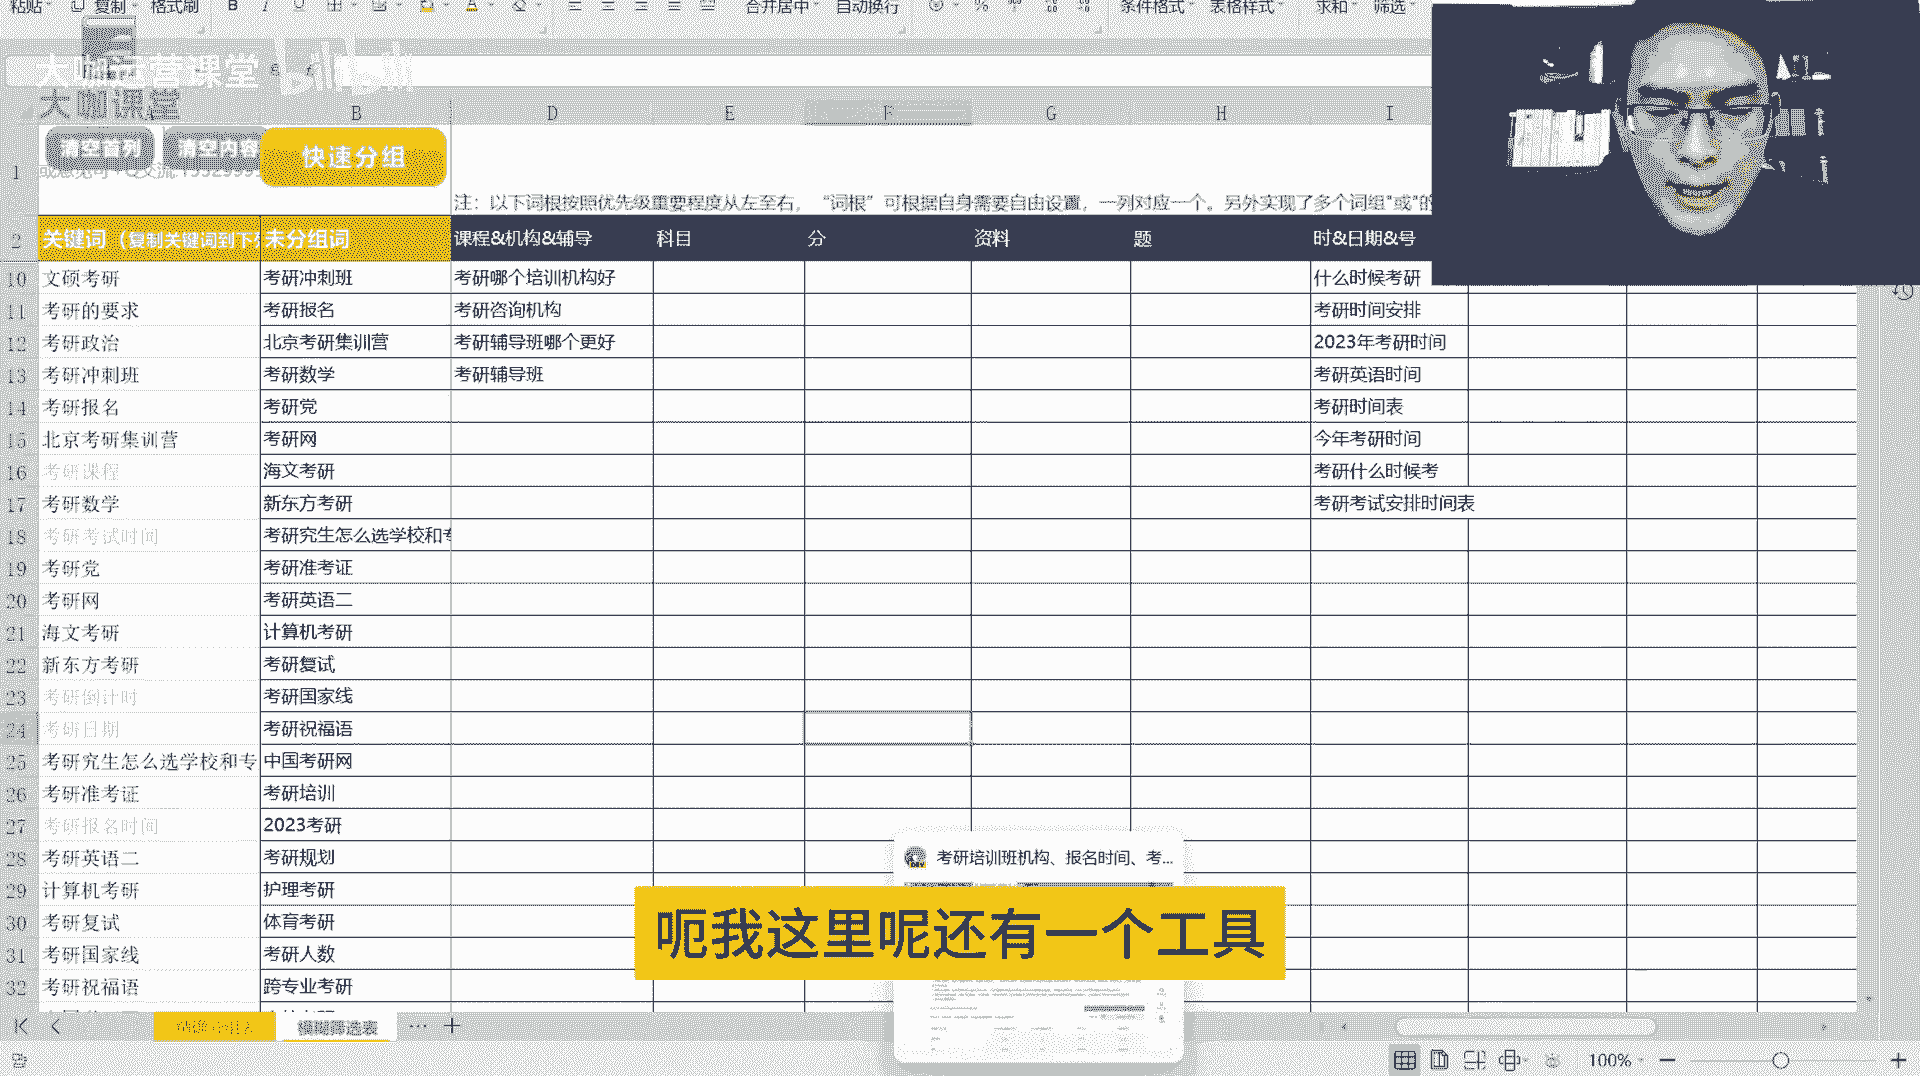 粘贴 复制 格式刷 B I U 合并居中 自动换行 % 条件格式 表格样式 求和 筛选
大咖运营课堂 bilibili
大咖课堂
B D E F G H I
清空首列 清空内容 快速分组
1
注：以下词根按照优先级重要程度从左至右，“词根”可根据自身需要自由设置，一列对应一个。另外实现了多个词组“或”的
2 关键词（复制关键词到下 未分组词 课程&机构&辅导 科目 分 资料 题 时&日期&号
10 文硕考研 考研冲刺班 考研哪个培训机构好 什么时候考研
11 考研的要求 考研报名 考研咨询机构 考研时间安排
12 考研政治 北京考研集训营 考研辅导班哪个更好 2023年考研时间
13 考研冲刺班 考研数学 考研辅导班 考研英语时间
14 考研报名 考研党 考研时间表
15 北京考研集训营 考研网 今年考研时间
16 考研课程 海文考研 考研什么时候考
17 考研数学 新东方考研 考研考试安排时间表
18 考研考试时间 考研究生怎么选学校和专
19 考研党 考研准考证
20 考研网 考研英语二
21 海文考研 计算机考研
22 新东方考研 考研复试
23 考研倒计时 考研国家线
24 考研日期 考研祝福语
25 考研究生怎么选学校和专 中国考研网
26 考研准考证 考研培训
27 考研报名时间 2023考研
28 考研英语二 考研规划
29 计算机考研 护理考研
30 考研复试 体育考研
31 考研国家线 考研人数
32 考研祝福语 跨专业考研
考研培训班机构、报名时间、考...
呃我这里呢还有一个工具
模糊筛选表 ... +
100%